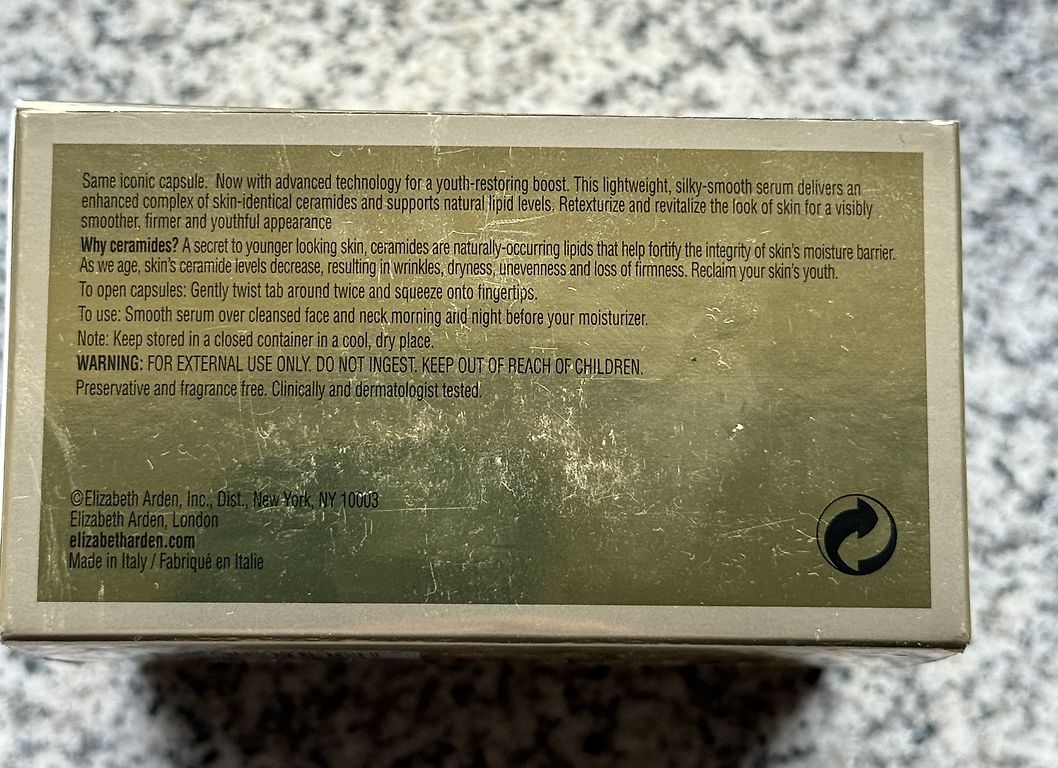 Same iconic capsule. Now with advanced technology for a youth-restoring boost. This lightweight, silky-smooth serum delivers an
enhanced complex of skin-identical ceramides and supports natural lipid levels. Retexturize and revitalize the look of skin for a visibly
smoother, firmer and youthful appearance
Why ceramides? A secret to younger looking skin, ceramides are naturally-occurring lipids that help fortify the integrity of skin's moisture barrier.
As we age, skin's ceramide levels decrease, resulting in wrinkles, dryness, unevenness and loss of firmness. Reclaim your skin's youth.
To open capsules: Gently twist tab around twice and squeeze onto fingertips.
To use: Smooth serum over cleansed face and neck morning and night before your moisturizer.
Note: Keep stored in a closed container in a cool, dry place.
WARNING: FOR EXTERNAL USE ONLY. DO NOT INGEST. KEEP OUT OF REACH OF CHILDREN.
Preservative and fragrance free. Clinically and dermatologist tested.
©Elizabeth Arden, Inc., Dist., New York, NY 10003
Elizabeth Arden, London
elizabetharden.com
Made in Italy / Fabriqué en Italie